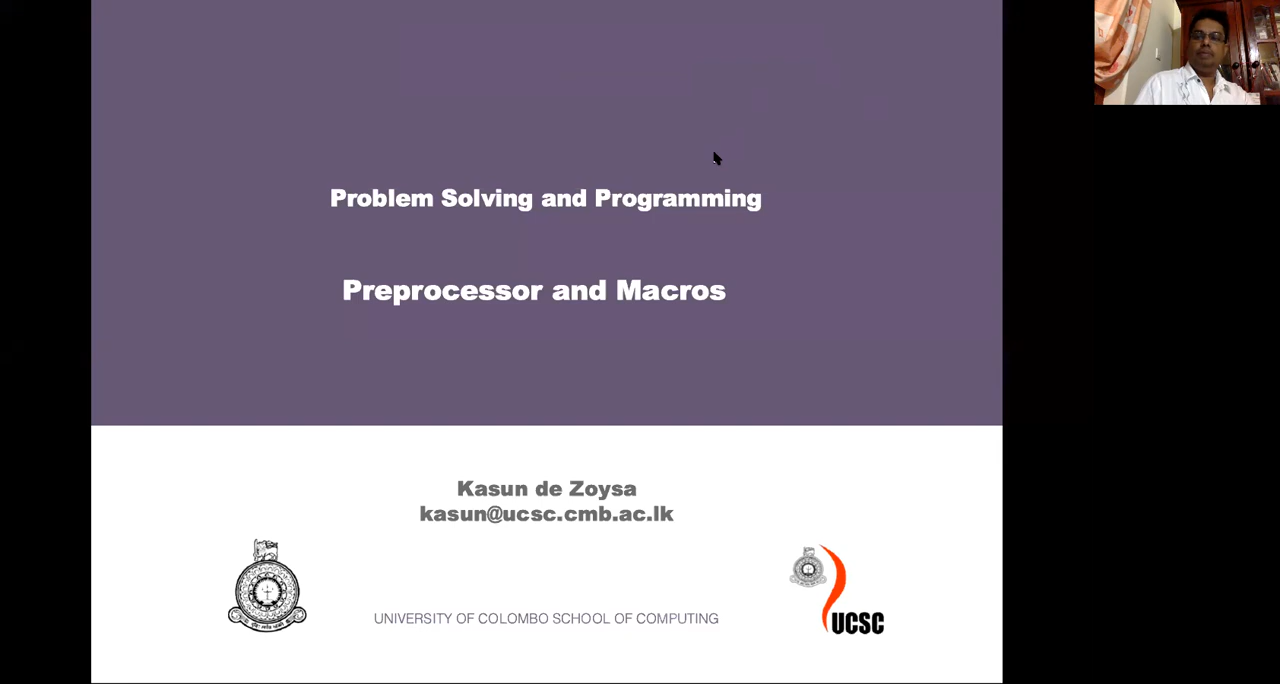 Problem Solving and Programming
Preprocessor and Macros
Kasun de Zoysa
kasun@ucsc.cmb.ac.lk
UNIVERSITY OF COLOMBO SCHOOL OF COMPUTING
UCSC